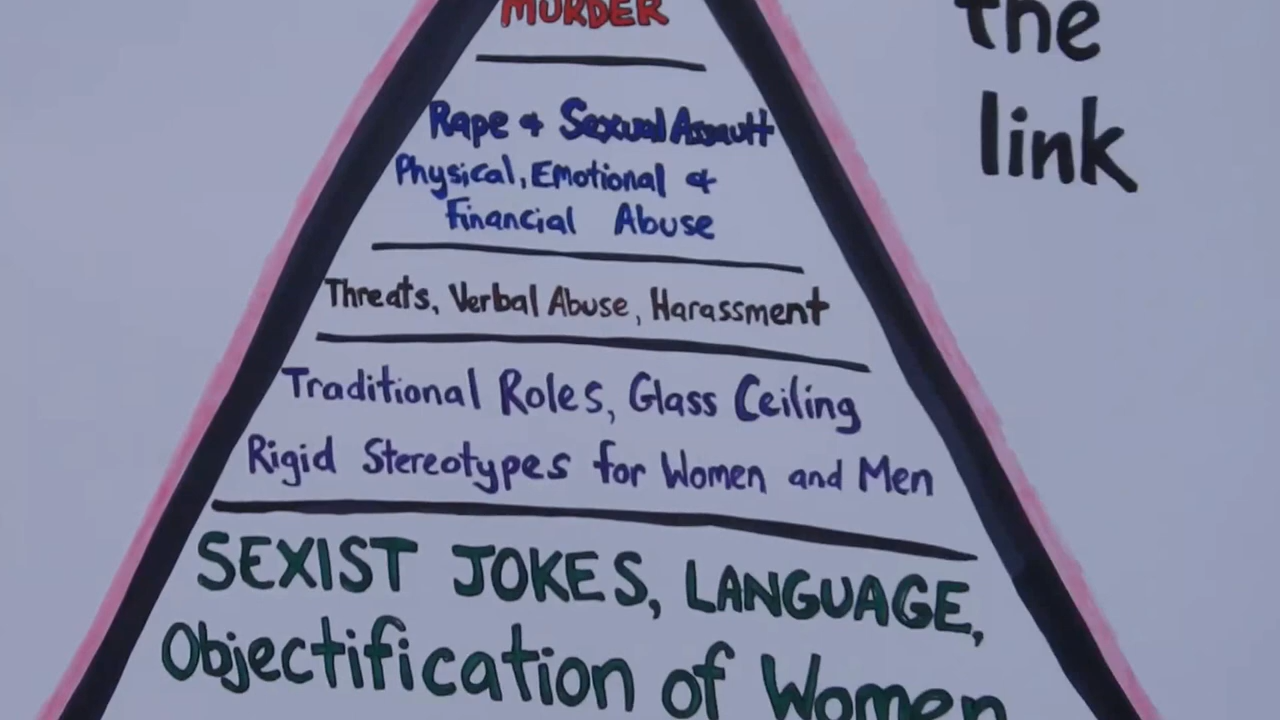 MURDER
the
link
Rape & Sexual Assault
Physical, Emotional &
Financial Abuse
Threats, Verbal Abuse, Harassment
Traditional Roles, Glass Ceiling
Rigid Stereotypes for Women and Men
SEXIST JOKES, LANGUAGE,
Objectification of Women